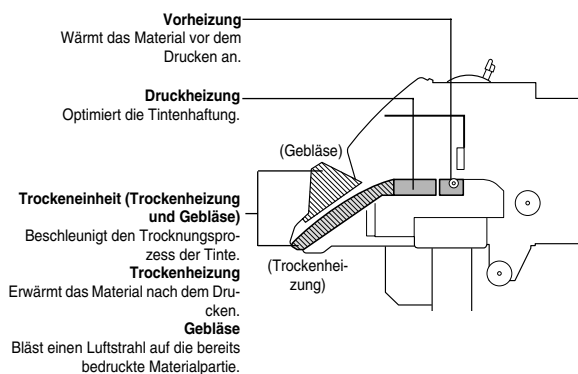 Vorheizung
Wärmt das Material vor dem
Drucken an.
Druckheizung
Optimiert die Tintenhaftung.
(Gebläse)
Trockeneinheit (Trockenheizung
und Gebläse)
Beschleunigt den Trocknungspro-
zess der Tinte.
Trockenheizung
Erwärmt das Material nach dem Dru-
cken.
Gebläse
Bläst einen Luftstrahl auf die bereits
bedruckte Materialpartie.
(Trockenhei-
zung)